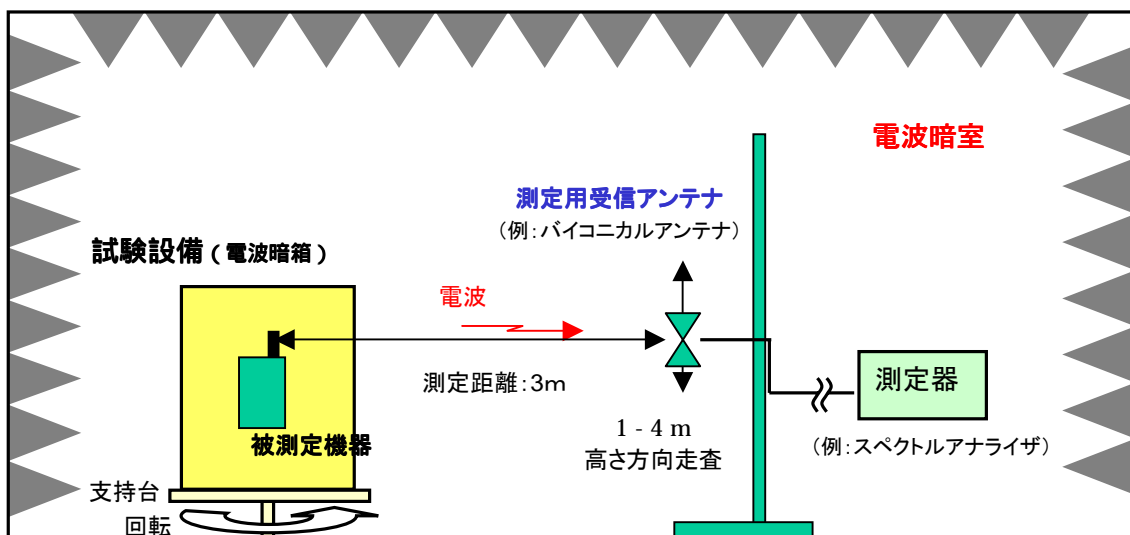 電波暗室
測定用受信アンテナ
（例：バイコニカルアンテナ）
試験設備（電波暗箱）
電波
測定距離：3m
測定器
被測定機器
1 - 4 m
高さ方向走査
（例：スペクトルアナライザ）
支持台
回転